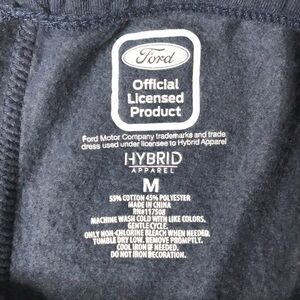 Ford
Official
Licensed
Product
Ford Motor Company trademarks and trade
dress used under licensee to Hybrid Apparel
HYBRID
APPAREL
M
55% COTTON 45% POLYESTER
MADE IN CHINA
RN#117508
MACHINE WASH COLD WITH LIKE COLORS.
GENTLE CYCLE.
ONLY NON-CHLORINE BLEACH WHEN NEEDED.
TUMBLE DRY LOW. REMOVE PROMPTLY.
COOL IRON IF NEEDED.
DO NOT IRON DECORATION.